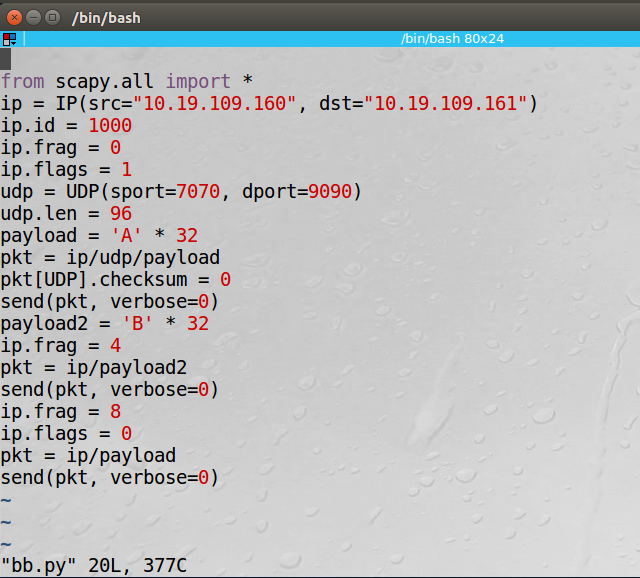 /bin/bash
/bin/bash 80x24
from scapy.all import *
ip = IP(src="10.19.109.160", dst="10.19.109.161")
ip.id = 1000
ip.frag = 0
ip.flags = 1
udp = UDP(sport=7070, dport=9090)
udp.len = 96
payload = 'A' * 32
pkt = ip/udp/payload
pkt[UDP].checksum = 0
send(pkt, verbose=0)
payload2 = 'B' * 32
ip.frag = 4
pkt = ip/payload2
send(pkt, verbose=0)
ip.frag = 8
ip.flags = 0
pkt = ip/payload
send(pkt, verbose=0)
~
~
~
"bb.py" 20L, 377C